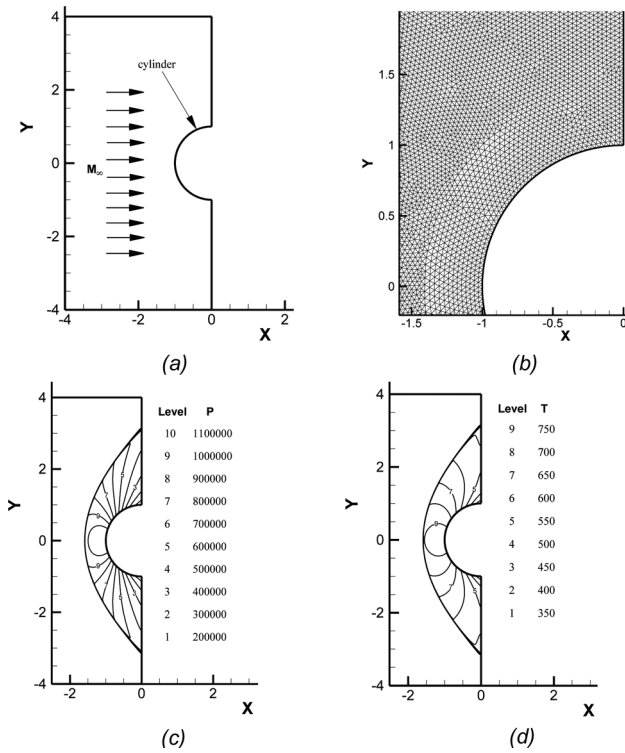 4
2
0
-2
-4
Y
cylinder
M∞
-4 -2 0 2
X
(a)
1.5
1
0.5
0
Y
-1.5 -1 -0.5 0
X
(b)
4
2
0
-2
-4
Y
Level P
10 1100000
9 1000000
8 900000
7 800000
6 700000
5 600000
4 500000
3 400000
2 300000
1 200000
-2 0 2
X
(c)
4
2
0
-2
-4
Y
Level T
9 750
8 700
7 650
6 600
5 550
4 500
3 450
2 400
1 350
-2 0 2
X
(d)